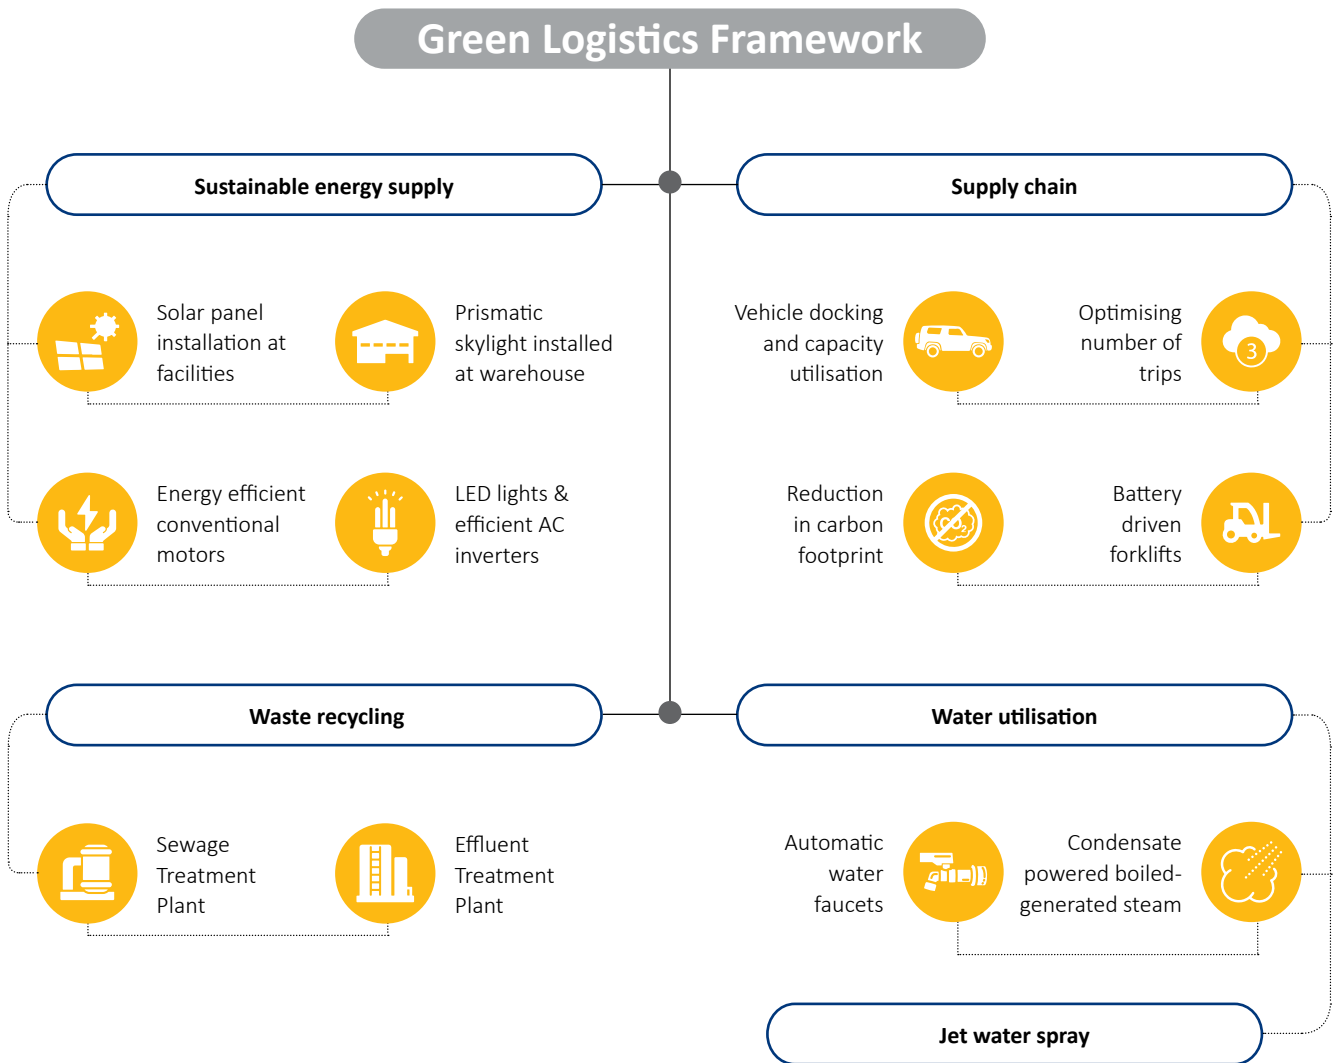 Green Logistics Framework
Sustainable energy supply
Supply chain
Solar panel
installation at
facilities
Prismatic
skylight installed
at warehouse
Vehicle docking
and capacity
utilisation
Optimising
number of
trips
3
Energy efficient
conventional
motors
LED lights &
efficient AC
inverters
Reduction
in carbon
footprint
CO₂
Battery
driven
forklifts
Waste recycling
Water utilisation
Sewage
Treatment
Plant
Effluent
Treatment
Plant
Automatic
water
faucets
Condensate
powered boiled-
generated steam
Jet water spray